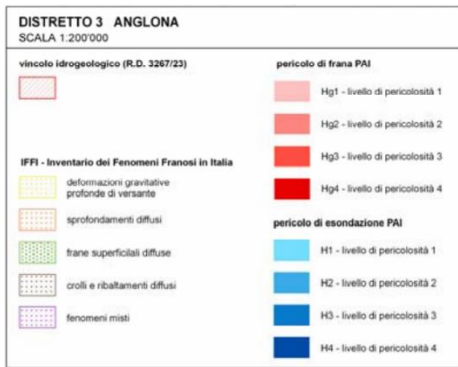 DISTRETTO 3 ANGLONA
SCALA 1:200'000
vincolo idrogeologico (R.D. 3267/23)
IFFI - Inventario dei Fenomeni Franosi in Italia
deformazioni gravitative
profonde di versante
sprofondamenti diffusi
frane superficilali diffuse
crolli e ribaltamenti diffusi
fenomeni misti
pericolo di frana PAI
Hg1 - livello di pericolosità 1
Hg2 - livello di pericolosità 2
Hg3 - livello di pericolosità 3
Hg4 - livello di pericolosità 4
pericolo di esondazione PAI
H1 - livello di pericolosità 1
H2 - livello di pericolosità 2
H3 - livello di pericolosità 3
H4 - livello di pericolosità 4